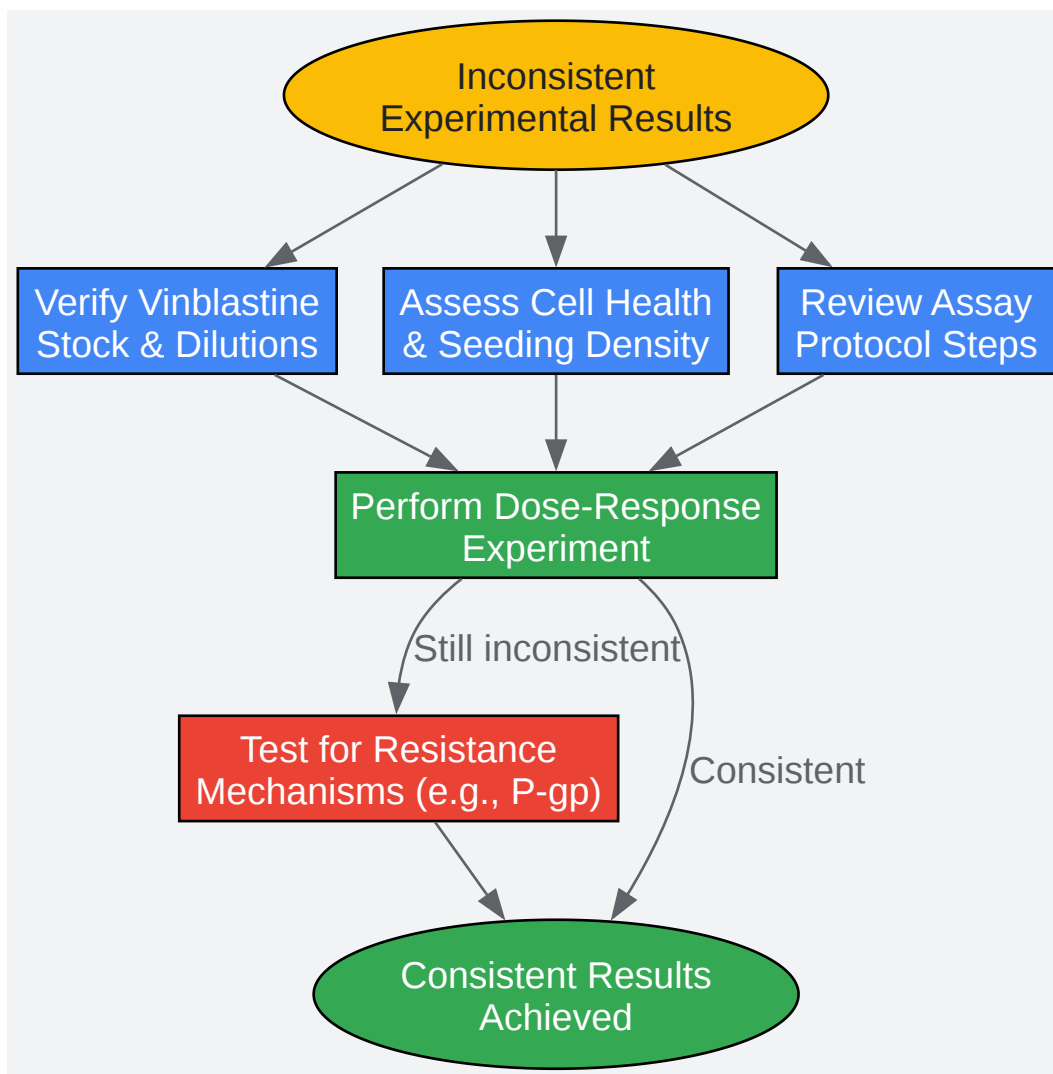 Inconsistent
Experimental Results
Verify Vinblastine
Stock & Dilutions
Assess Cell Health
& Seeding Density
Review Assay
Protocol Steps
Perform Dose-Response
Experiment
Still inconsistent
Test for Resistance
Mechanisms (e.g., P-gp)
Consistent
Consistent Results
Achieved